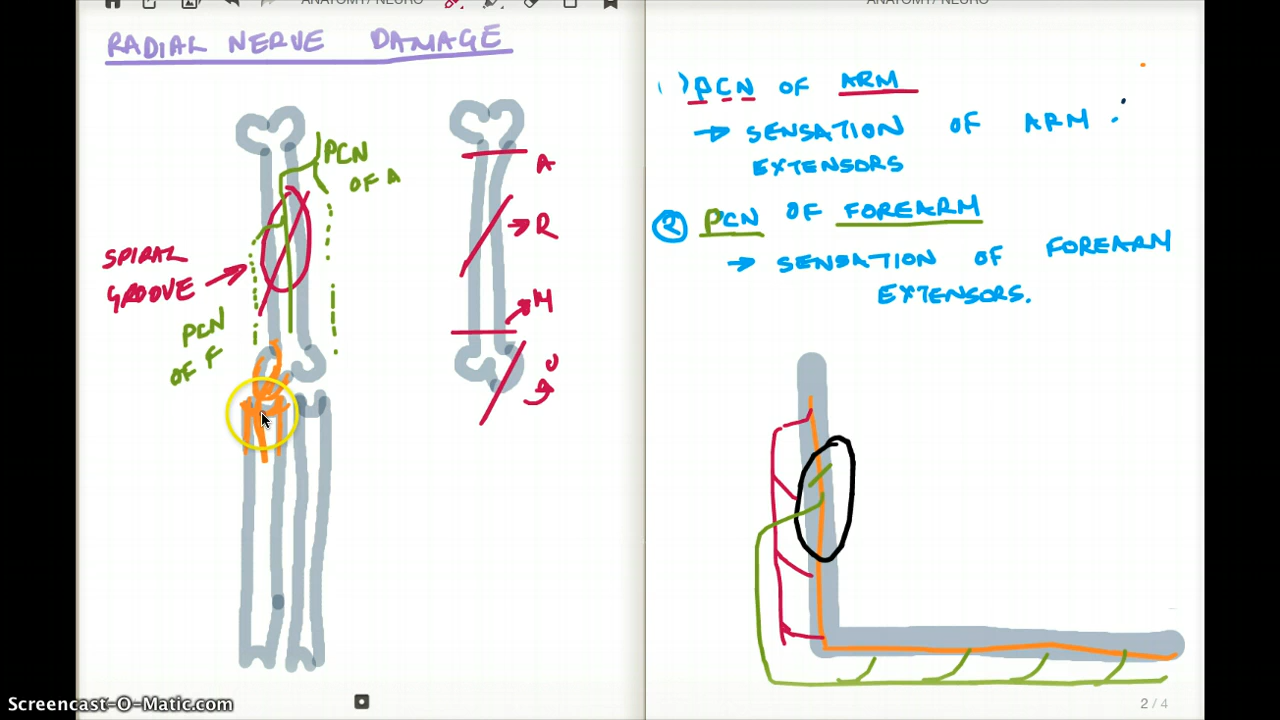 ANATOMY/ NEURO
ANATOMY/ NEURO
RADIAL NERVE DAMAGE
PCN
OF A
SPIRAL
GROOVE
PCN
OF F
A
R
M
U
1) PCN OF ARM
→ SENSATION OF ARM
EXTENSORS
2 PCN OF FOREARM
→ SENSATION OF FOREARM
EXTENSORS.
2 / 4
Screencast-O-Matic.com